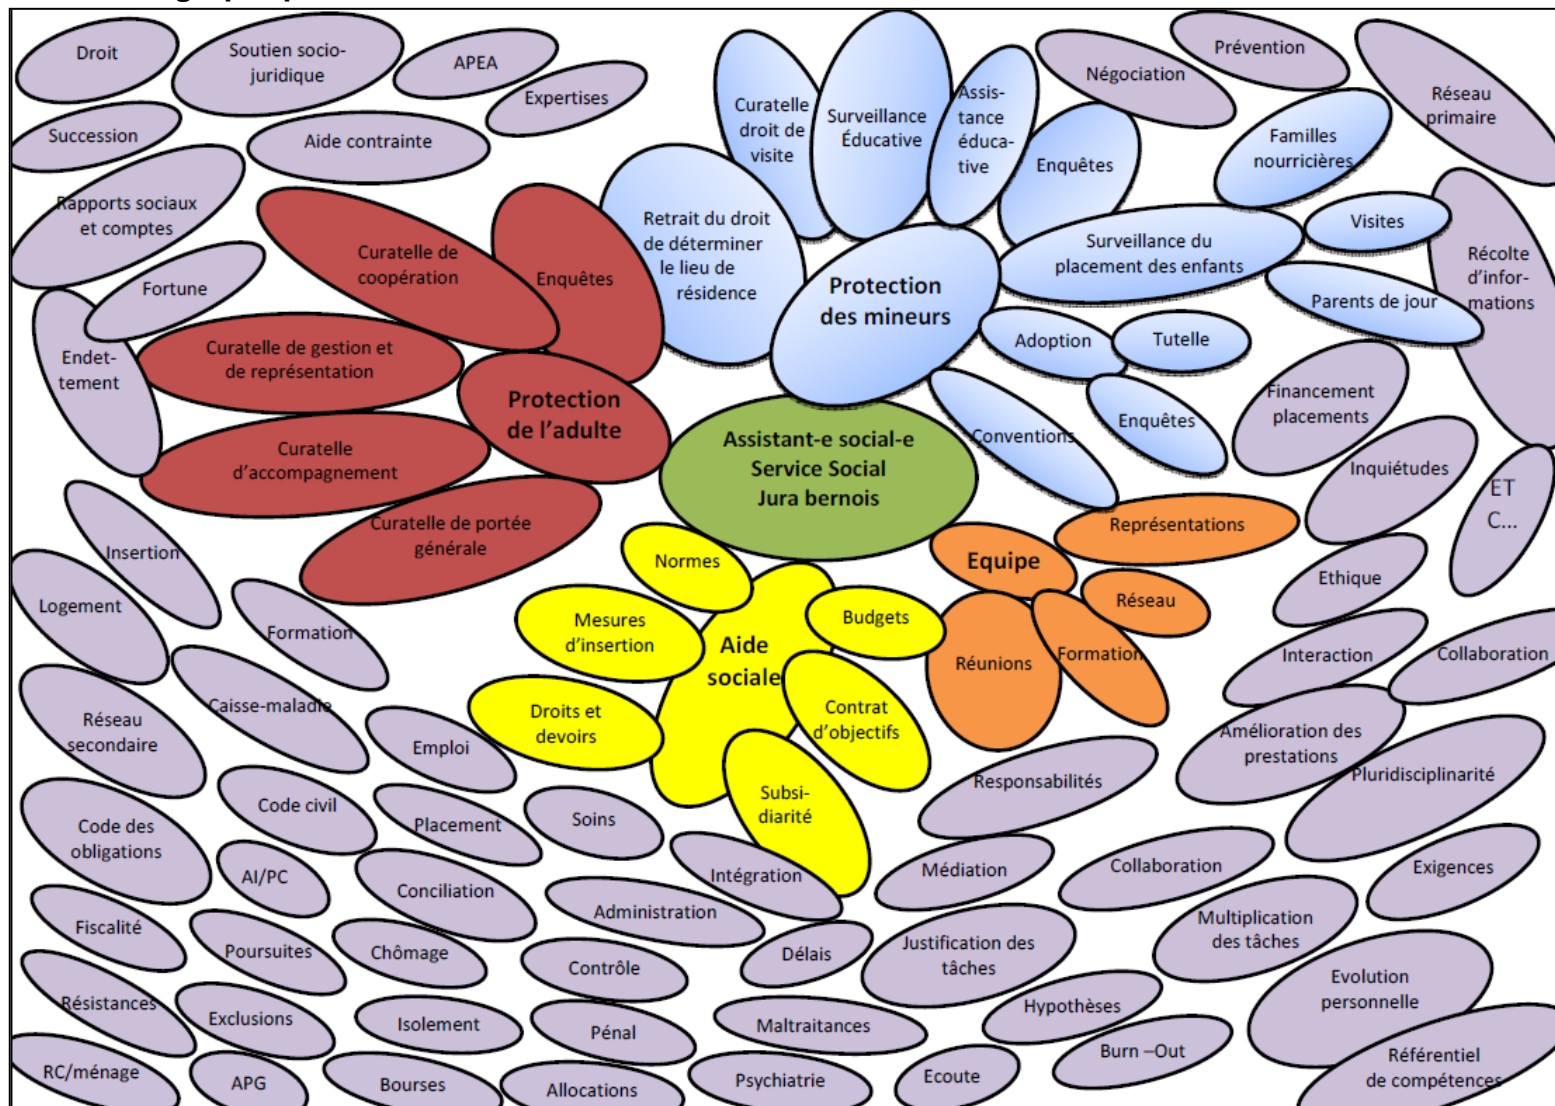 Droit
Soutien socio-
juridique
APEA
Expertises
Succession
Aide contrainte
Rapports sociaux
et comptes
Fortune
Endet-
tement
Curatelle de
coopération
Enquêtes
Curatelle de gestion et
de représentation
Protection
de l’adulte
Curatelle
d’accompagnement
Curatelle de portée
générale
Curatelle
droit de
visite
Surveillance
Éducative
Assis-
tance
éduca-
tive
Enquêtes
Retrait du droit
de déterminer
le lieu de
résidence
Protection
des mineurs
Surveillance du
placement des enfants
Familles
nourricières
Visites
Parents de jour
Adoption
Tutelle
Conventions
Enquêtes
Négociation
Prévention
Réseau
primaire
Récolte
d’infor-
mations
Financement
placements
Inquiétudes
ET
C...
Assistant-e social-e
Service Social
Jura bernois
Equipe
Représentations
Réseau
Formation
Réunions
Normes
Mesures
d’insertion
Aide
sociale
Budgets
Droits et
devoirs
Contrat
d’objectifs
Subsi-
diarité
Ethique
Interaction
Collaboration
Amélioration des
prestations
Pluridisciplinarité
Responsabilités
Insertion
Logement
Formation
Réseau
secondaire
Caisse-maladie
Emploi
Code civil
Placement
Soins
Code des
obligations
AI/PC
Conciliation
Intégration
Médiation
Collaboration
Exigences
Administration
Multiplication
des tâches
Fiscalité
Poursuites
Chômage
Contrôle
Délais
Justification des
tâches
Evolution
personnelle
Résistances
Exclusions
Isolement
Pénal
Maltraitances
Hypothèses
Burn –Out
Référentiel
de compétences
RC/ménage
APG
Bourses
Allocations
Psychiatrie
Ecoute